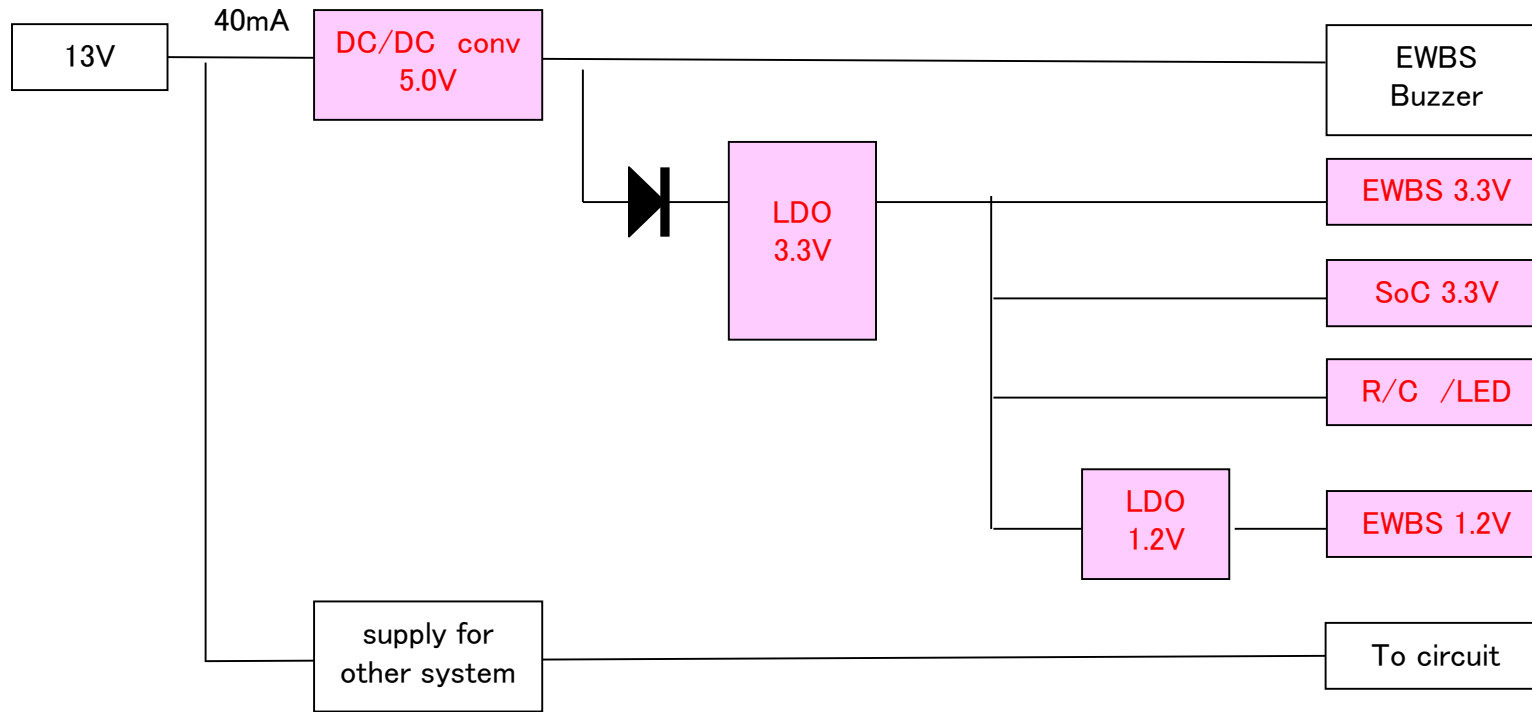 40mA
13V
DC/DC conv
5.0V
EWBS
Buzzer
LDO
3.3V
EWBS 3.3V
SoC 3.3V
R/C /LED
LDO
1.2V
EWBS 1.2V
supply for
other system
To circuit